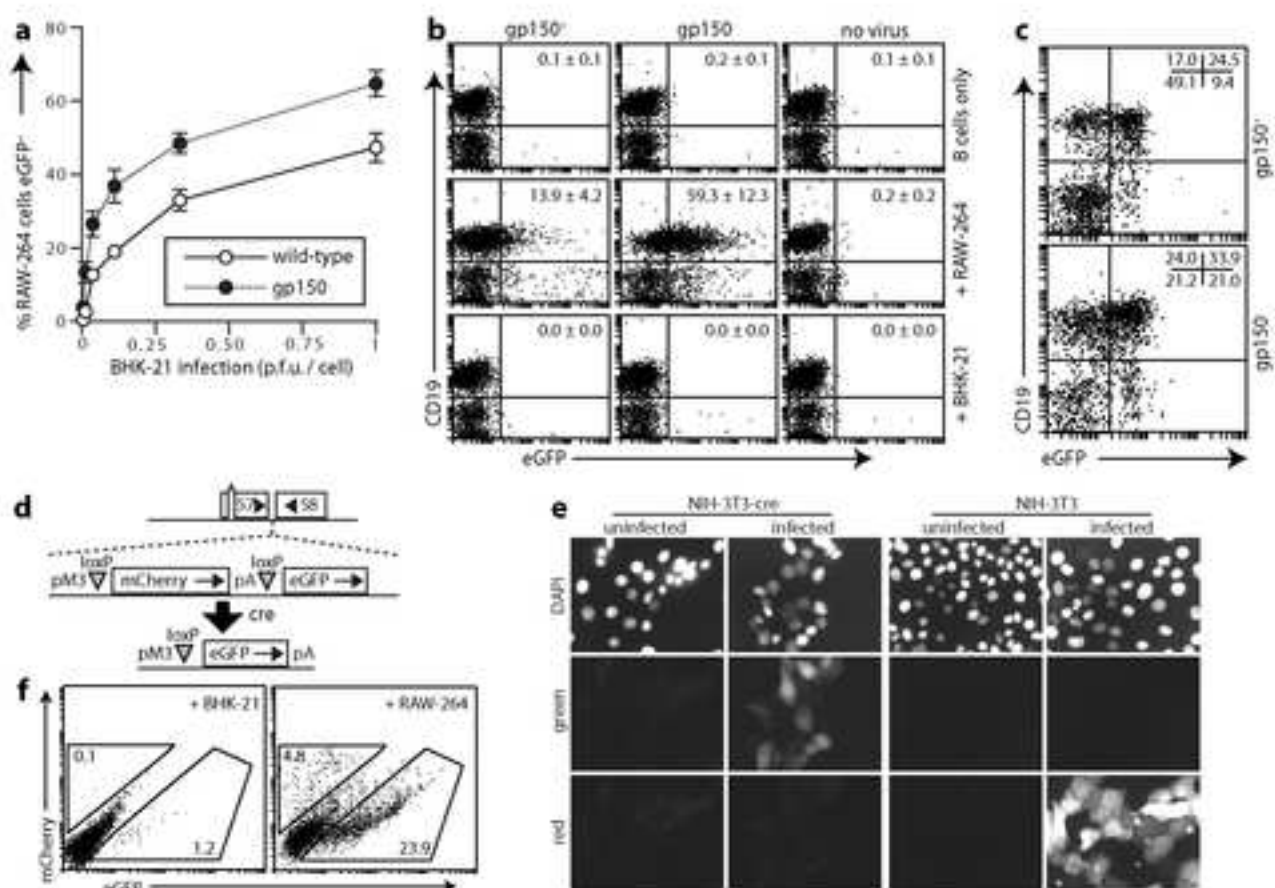 a
80
60
40
20
0
% RAW-264 cells eGFP⁺
wild-type
gp150⁻
0 0.25 0.50 0.75 1
BHK-21 infection (p.f.u. / cell)
b
gp150⁺ gp150⁻ no virus
0.1 ± 0.1 0.2 ± 0.1 0.1 ± 0.1
B cells only
13.9 ± 4.2 59.3 ± 12.3 0.2 ± 0.2
+ RAW-264
0.0 ± 0.0 0.0 ± 0.0 0.0 ± 0.0
+ BHK-21
CD19
eGFP
c
17.0 24.5
49.1 9.4
gp150⁺
24.0 33.9
21.2 21.0
gp150
CD19
eGFP
d
57 58
loxP loxP
pM3 mCherry pA eGFP
cre
loxP
pM3 eGFP pA
e
NIH-3T3-cre NIH-3T3
uninfected infected uninfected infected
DAPI
green
red
f
+ BHK-21 + RAW-264
0.1 4.8
1.2 23.9
mCherry
eGFP